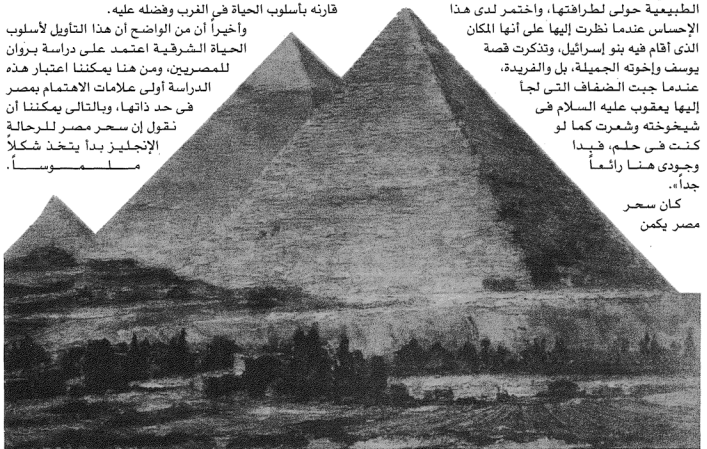 الطبيعية حولى لطرافتها، واختمر لدى هذا
الإحساس عندما نظرت إليها على أنها المكان
الذى أقام فيه بنو إسرائيل، وتذكرت قصة
يوسف وإخوته الجميلة، بل والفريدة،
عندما جبت الضفاف التى لجأ
إليها يعقوب عليه السلام فى
شيخوخته وشعرت كما لو
كنت فى حلم، فبدا
وجودى هنا رائعاً
جداً».
كان سحر
مصر يكمن
قارنه بأسلوب الحياة فى الغرب وفضله عليه.
وأخيراً أن من الواضح أن هذا التأويل لأسلوب
الحياة الشرقية اعتمد على دراسة بروان
للمصريين، ومن هنا يمكننا اعتبار هذه
الدراسة أولى علامات الاهتمام بمصر
فى حد ذاتها، وبالتالى يمكننا أن
نقول إن سحر مصر للرحالة
الإنجليز بدأ يتخذ شكلاً
ملموساً.